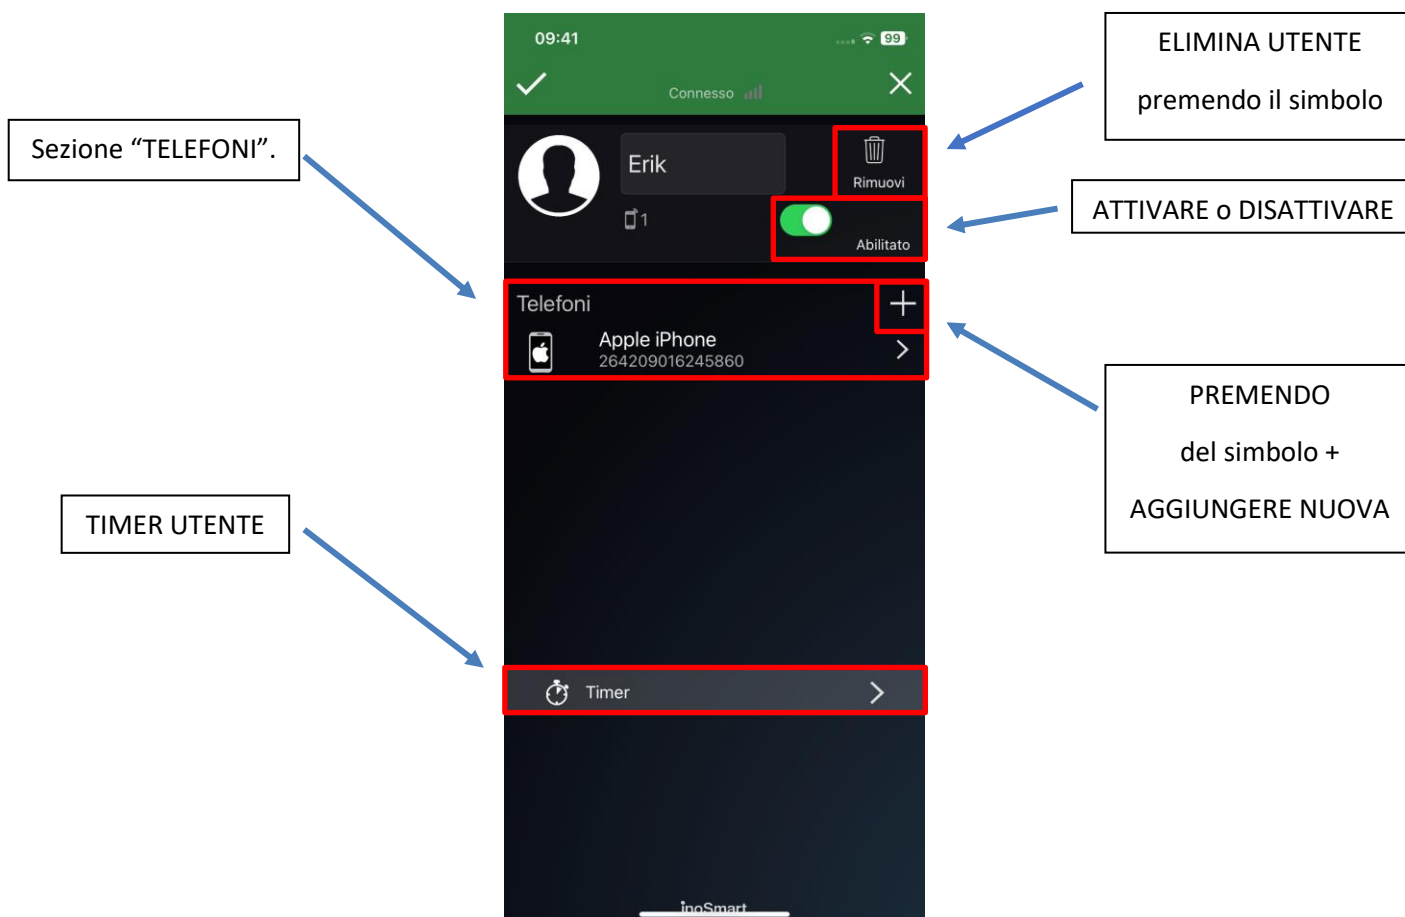 09:41
99
Connesso
Erik
Rimuovi
1
Abilitato
Telefoni
Apple iPhone
264209016245860
Timer
inoSmart
Sezione “TELEFONI”.
TIMER UTENTE
ELIMINA UTENTE
premendo il simbolo
ATTIVARE o DISATTIVARE
PREMENDO
del simbolo +
AGGIUNGERE NUOVA